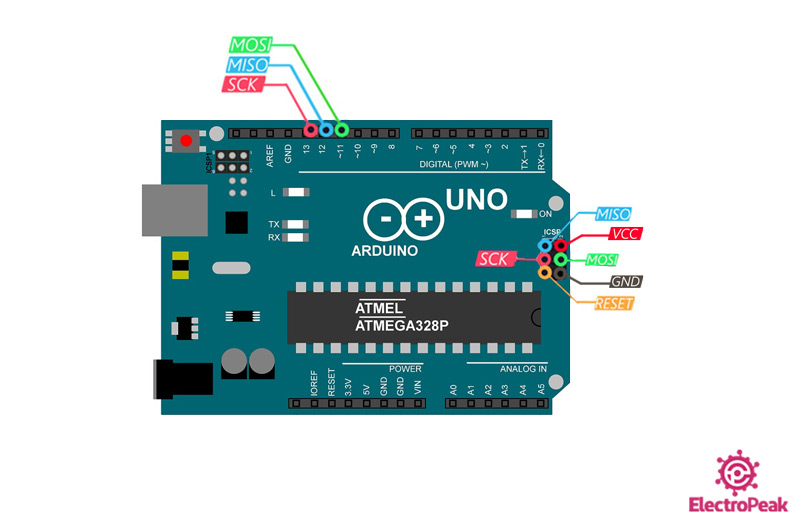 MOSI
MISO
SCK
ICSP1
AREF
GND
13
12
~11
~10
~9
8
7
~6
~5
4
~3
2
TX→1
RX←0
DIGITAL (PWM ~)
L
TX
RX
UNO
ON
ARDUINO
ICSP
MISO
VCC
SCK
MOSI
GND
RESET
ATMEL
ATMEGA328P
POWER
ANALOG IN
IOREF
RESET
3.3V
5V
GND
GND
VIN
A0
A1
A2
A3
A4
A5
ElectroPeak